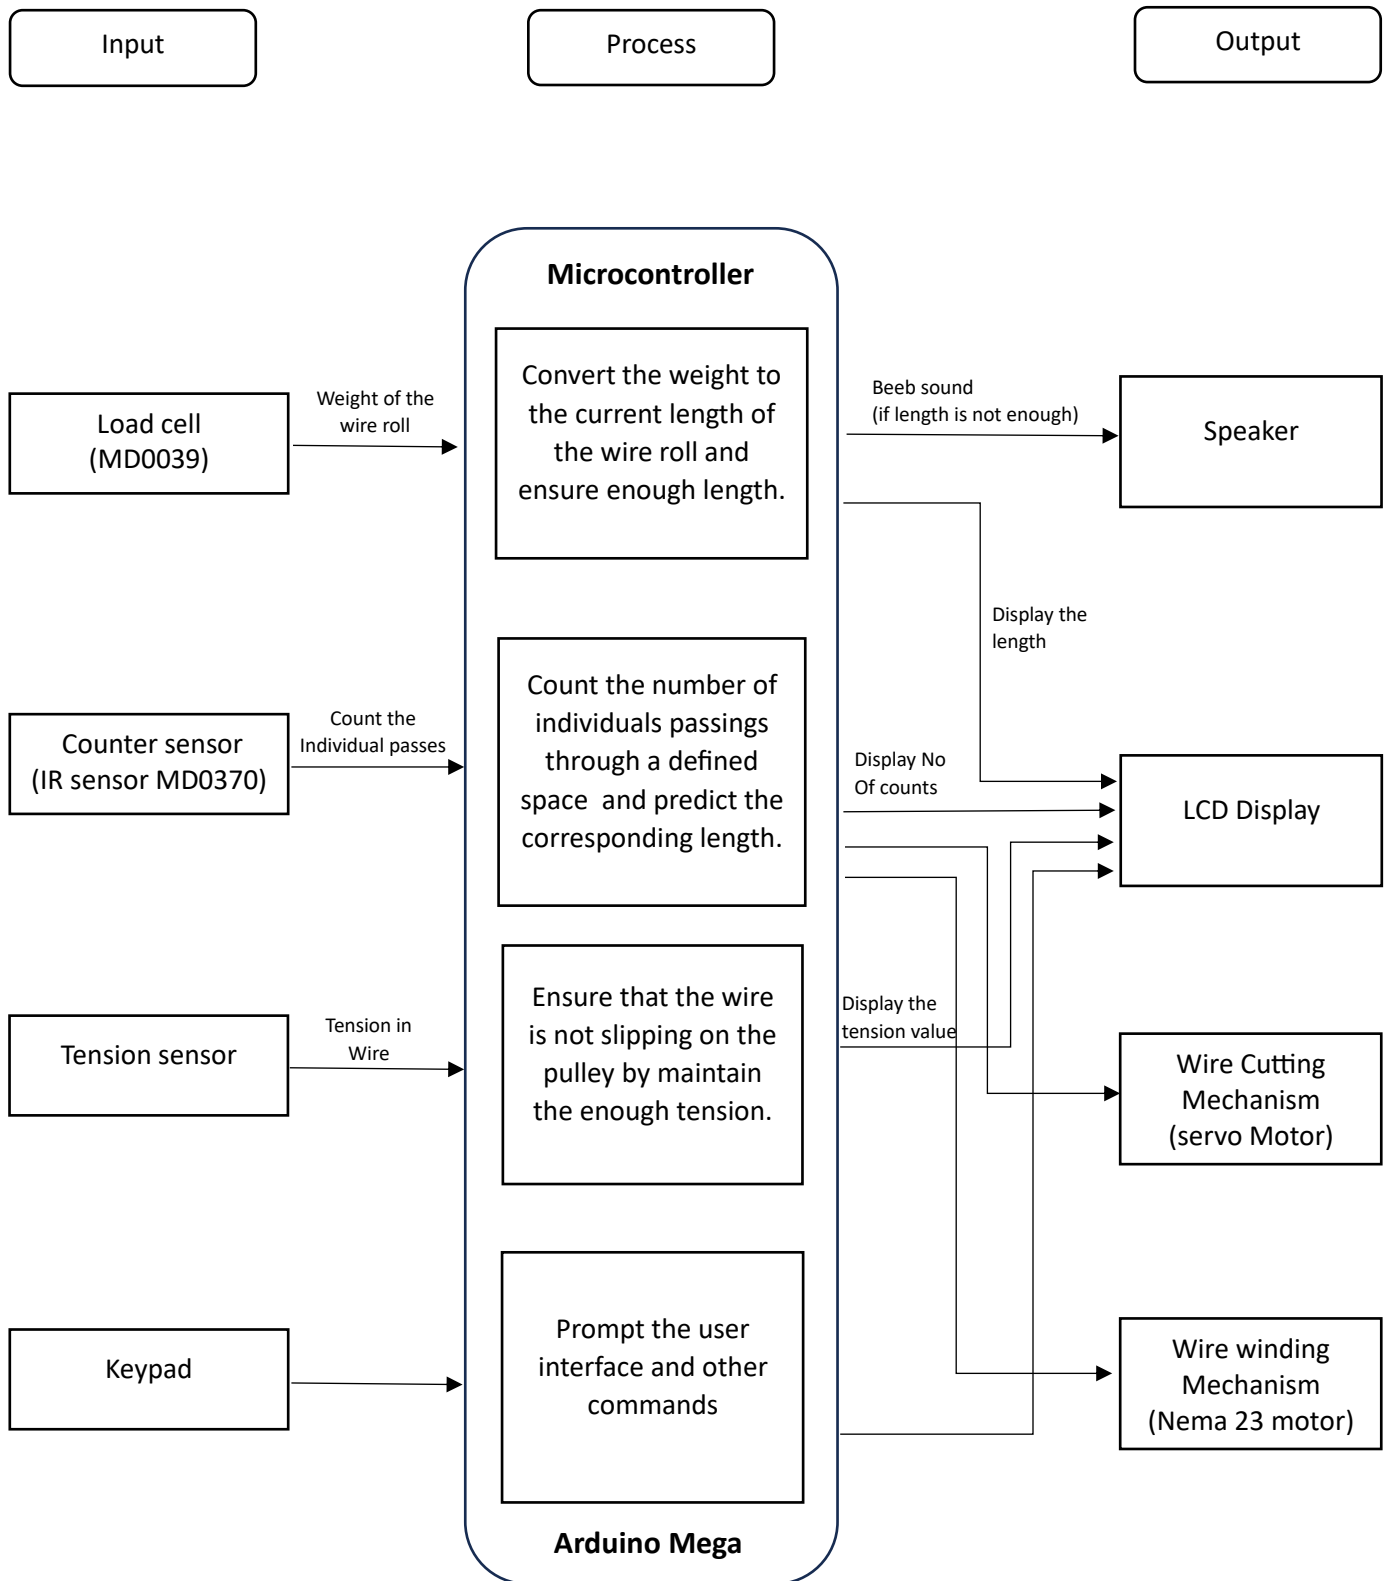 Input
Process
Output
Microcontroller
Load cell
(MD0039)
Weight of the
wire roll
Convert the weight to
the current length of
the wire roll and
ensure enough length.
Beeb sound
(if length is not enough)
Speaker
Display the
length
Counter sensor
(IR sensor MD0370)
Count the
Individual passes
Count the number of
individuals passings
through a defined
space  and predict the
corresponding length.
Display No
Of counts
LCD Display
Tension sensor
Tension in
Wire
Ensure that the wire
is not slipping on the
pulley by maintain
the enough tension.
Display the
tension value
Wire Cutting
Mechanism
(servo Motor)
Keypad
Prompt the user
interface and other
commands
Wire winding
Mechanism
(Nema 23 motor)
Arduino Mega